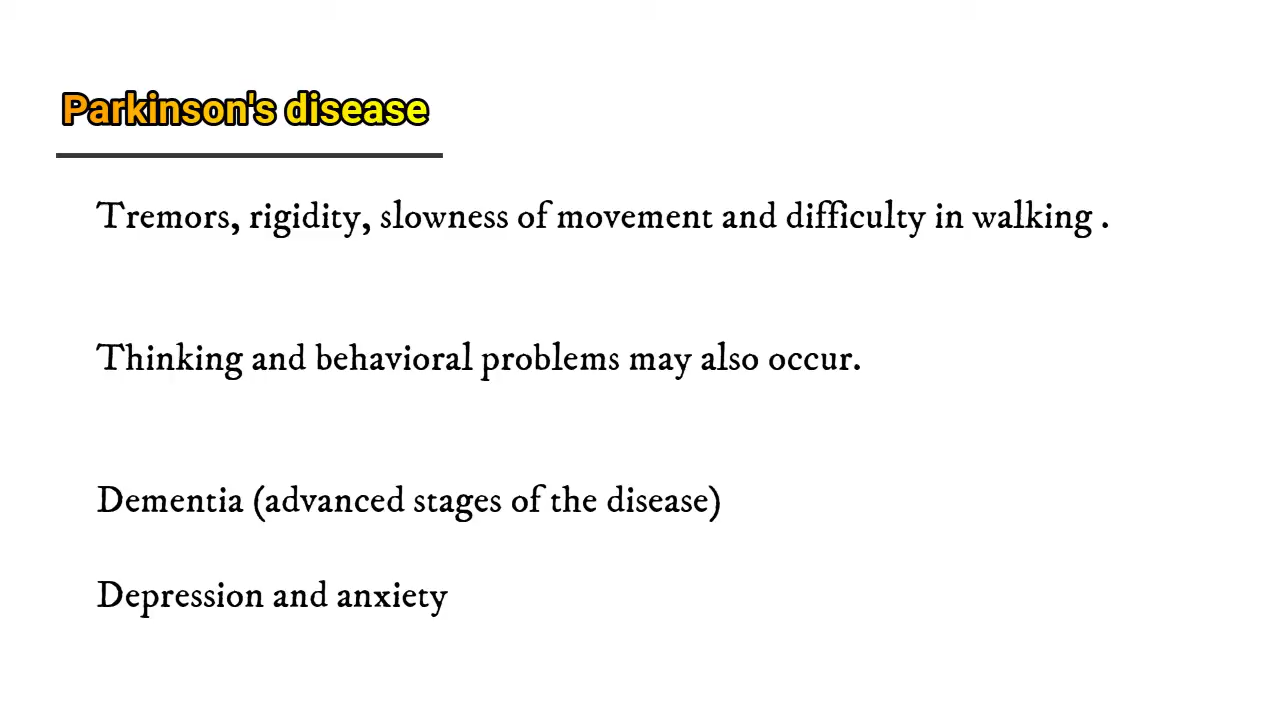 Parkinson's disease
Tremors, rigidity, slowness of movement and difficulty in walking .
Thinking and behavioral problems may also occur.
Dementia (advanced stages of the disease)
Depression and anxiety